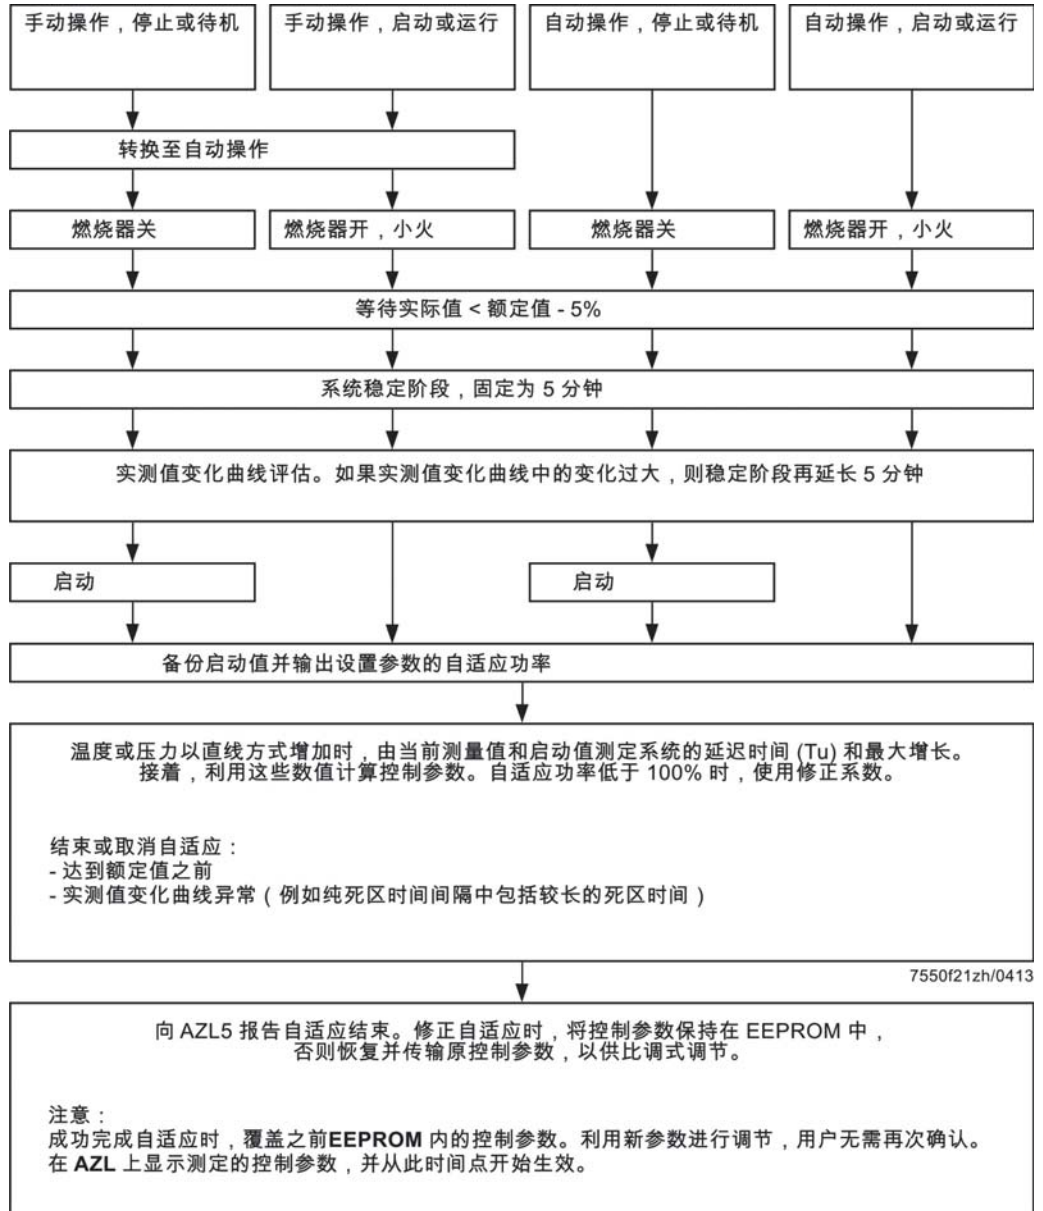 手动操作，停止或待机
手动操作，启动或运行
自动操作，停止或待机
自动操作，启动或运行
转换至自动操作
燃烧器关
燃烧器开，小火
燃烧器关
燃烧器开，小火
等待实际值 < 额定值 - 5%
系统稳定阶段，固定为 5 分钟
实测值变化曲线评估。如果实测值变化曲线中的变化过大，则稳定阶段再延长 5 分钟
启动
启动
备份启动值并输出设置参数的自适应功率
温度或压力以直线方式增加时，由当前测量值和启动值测定系统的延迟时间 (Tu) 和最大增长。
接着，利用这些数值计算控制参数。自适应功率低于 100% 时，使用修正系数。
结束或取消自适应：
- 达到额定值之前
- 实测值变化曲线异常（例如纯死区时间间隔中包括较长的死区时间）
7550f21zh/0413
向 AZL5 报告自适应结束。修正自适应时，将控制参数保持在 EEPROM 中，
否则恢复并传输原控制参数，以供比调式调节。
注意：
成功完成自适应时，覆盖之前EEPROM 内的控制参数。利用新参数进行调节，用户无需再次确认。
在 AZL 上显示测定的控制参数，并从此时间点开始生效。